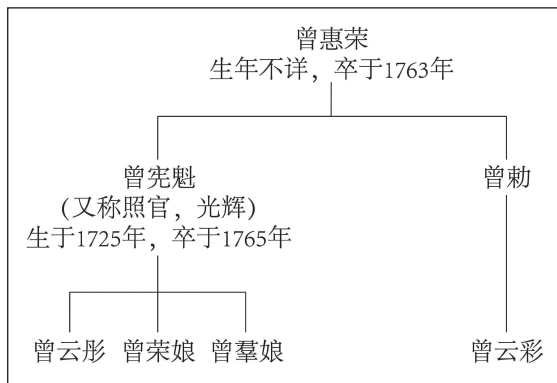 曾惠荣
生年不详，卒于1763年
曾宪魁
（又称照官，光辉）
生于1725年，卒于1765年
曾勅
曾云彤
曾荣娘
曾羣娘
曾云彩